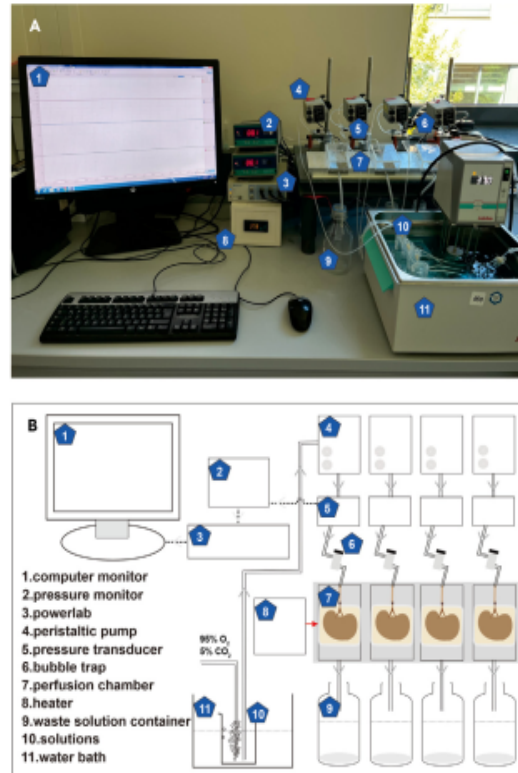 A
1
2
3
4
5
6
7
8
9
10
11
B
1
2
3
4
5
6
7
8
9
10
11
95% O2
5% CO2
1.computer monitor
2.pressure monitor
3.powerlab
4.peristaltic pump
5.pressure transducer
6.bubble trap
7.perfusion chamber
8.heater
9.waste solution container
10.solutions
11.water bath